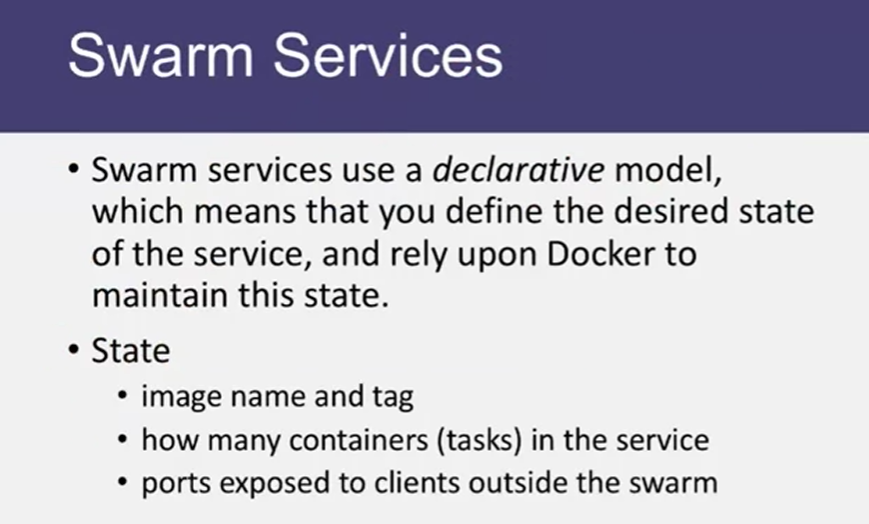 Swarm Services
• Swarm services use a declarative model,
which means that you define the desired state
of the service, and rely upon Docker to
maintain this state.
• State
• image name and tag
• how many containers (tasks) in the service
• ports exposed to clients outside the swarm